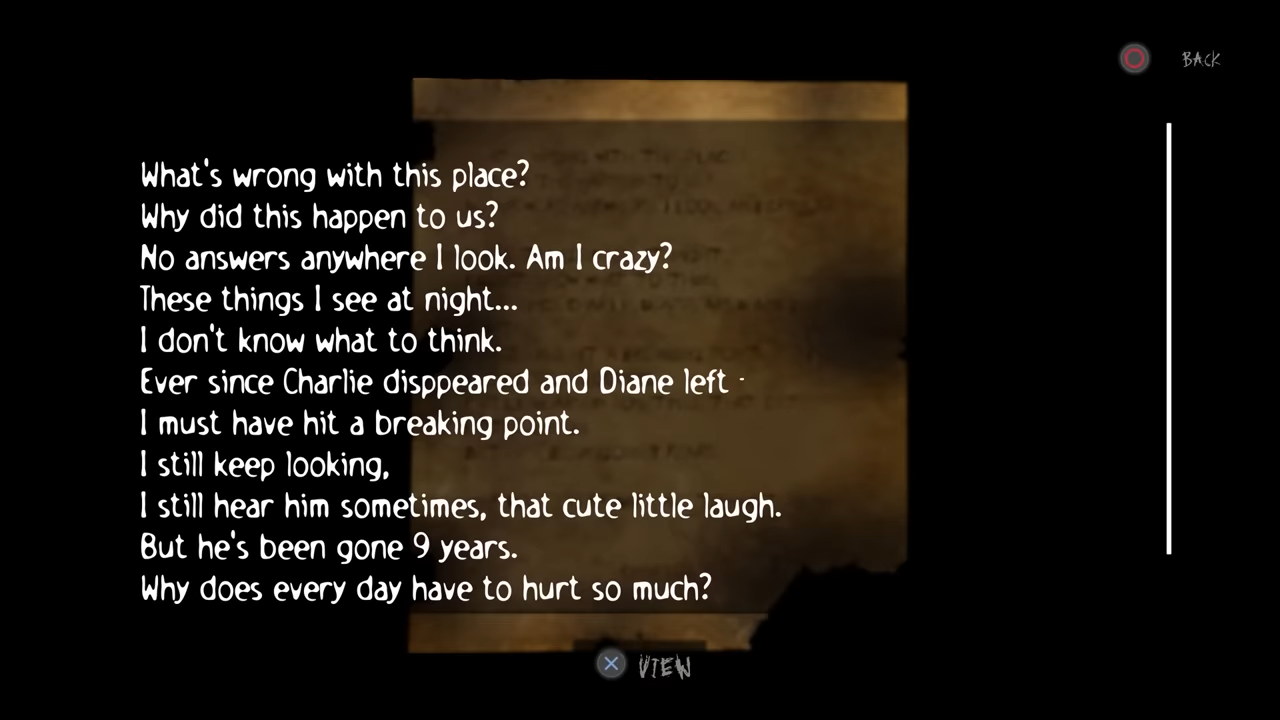 BACK
What's wrong with this place?
Why did this happen to us?
No answers anywhere I look. Am I crazy?
These things I see at night...
I don't know what to think.
Ever since Charlie disppeared and Diane left -
I must have hit a breaking point.
I still keep looking,
I still hear him sometimes, that cute little laugh.
But he's been gone 9 years.
Why does every day have to hurt so much?
VIEW